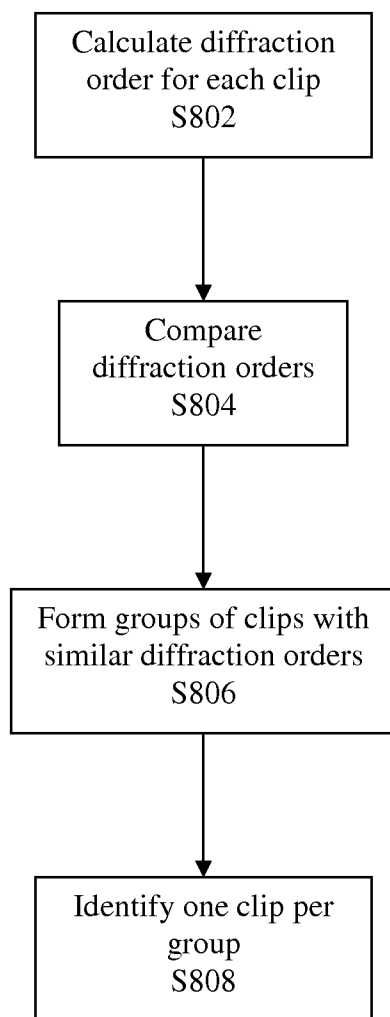 Calculate diffraction
order for each clip
S802
Compare
diffraction orders
S804
Form groups of clips with
similar diffraction orders
S806
Identify one clip per
group
S808